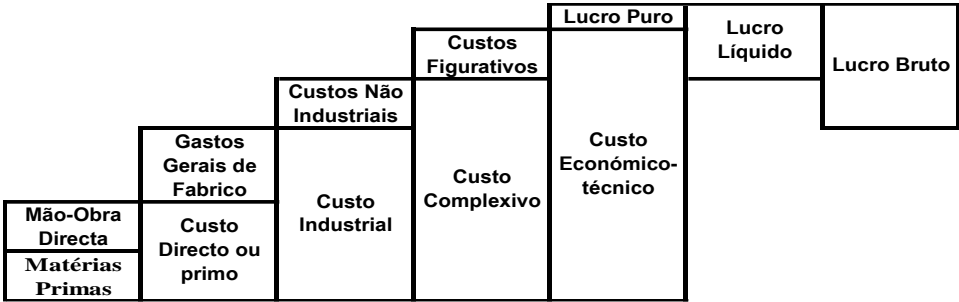 Lucro Puro
Lucro
Líquido
Lucro Bruto
Custos
Figurativos
Custos Não
Industriais
Gastos
Gerais de
Fabrico
Custo
Económico-
técnico
Custo
Complexivo
Custo
Industrial
Mão-Obra
Directa
Custo
Directo ou
primo
Matérias
Primas